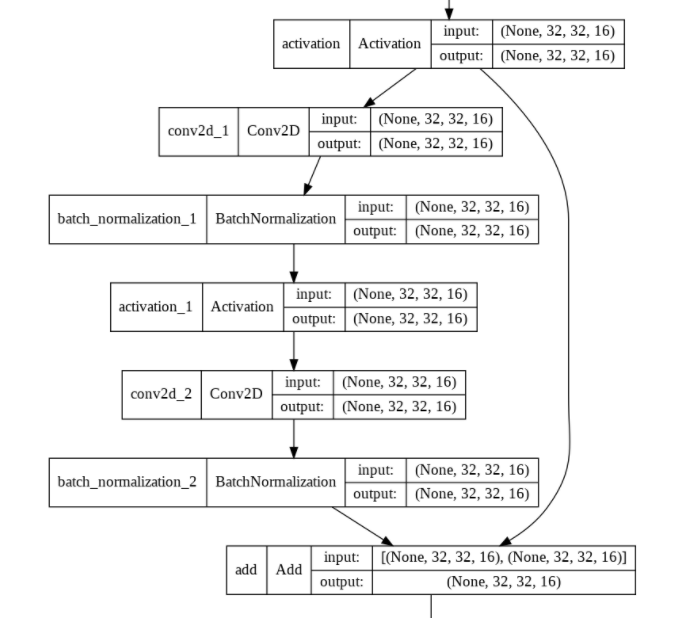 activation Activation input: (None, 32, 32, 16)
output: (None, 32, 32, 16)
conv2d_1 Conv2D input: (None, 32, 32, 16)
output: (None, 32, 32, 16)
batch_normalization_1 BatchNormalization input: (None, 32, 32, 16)
output: (None, 32, 32, 16)
activation_1 Activation input: (None, 32, 32, 16)
output: (None, 32, 32, 16)
conv2d_2 Conv2D input: (None, 32, 32, 16)
output: (None, 32, 32, 16)
batch_normalization_2 BatchNormalization input: (None, 32, 32, 16)
output: (None, 32, 32, 16)
add Add input: [(None, 32, 32, 16), (None, 32, 32, 16)]
output: (None, 32, 32, 16)